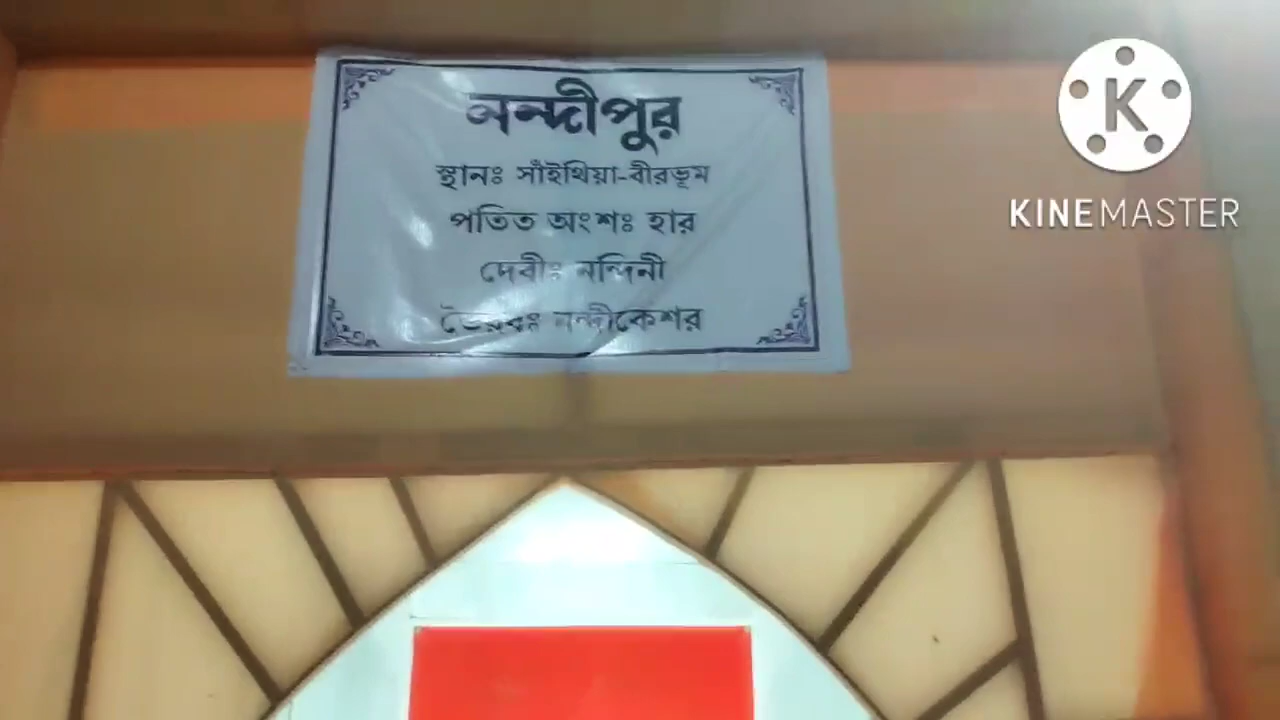 নন্দীপুর
স্থানঃ সাঁইথিয়া-বীরভূম
পতিত অংশঃ হার
দেবীঃ নন্দিনী
ভৈরবঃ নন্দীকেশর
K
KINEMASTER